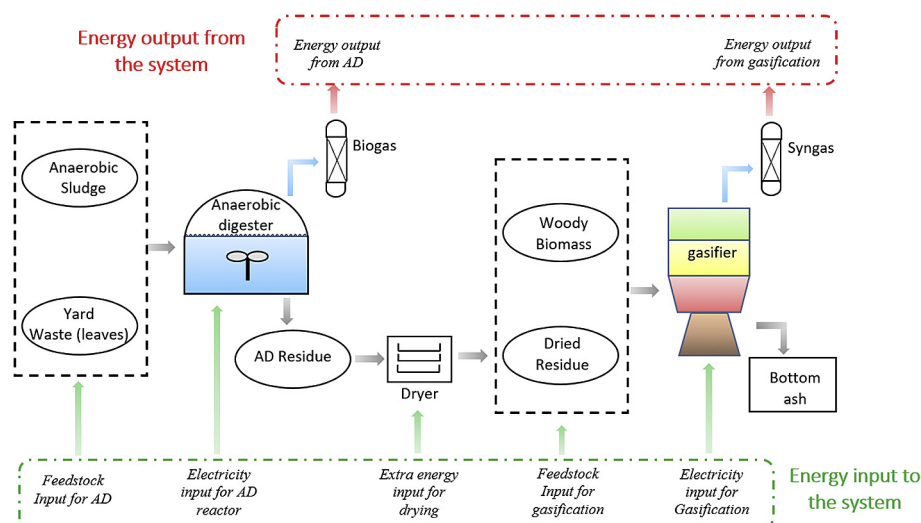 Energy output from
the system
Energy output
from AD
Energy output
from gasification
Biogas
Syngas
Anaerobic
Sludge
Anaerobic
digester
Woody
Biomass
gasifier
Yard
Waste (leaves)
AD Residue
Dryer
Dried
Residue
Bottom
ash
Feedstock
Input for AD
Electricity
input for AD
reactor
Extra energy
input for
drying
Feedstock
Input for
gasification
Electricity
input for
Gasification
Energy input to
the system